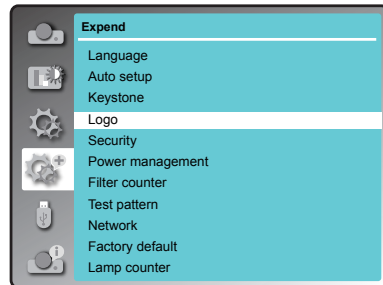 Expend
Language
Auto setup
Keystone
Logo
Security
Power management
Filter counter
Test pattern
Network
Factory default
Lamp counter